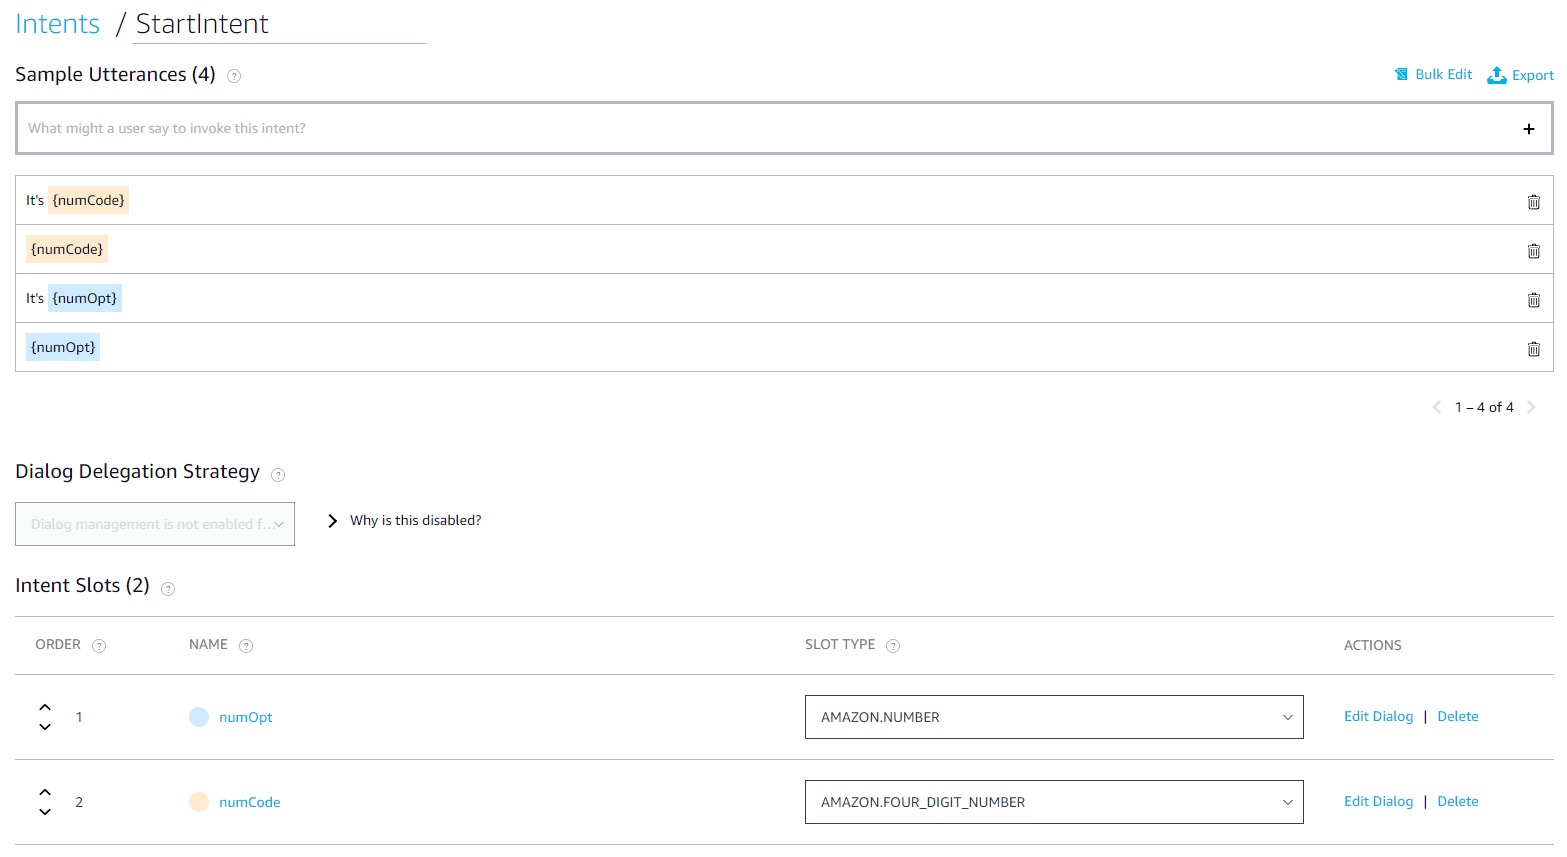 Intents / StartIntent
Sample Utterances (4) ?
Bulk Edit Export
What might a user say to invoke this intent? +
It's {numCode}
{numCode}
It's {numOpt}
{numOpt}
1 – 4 of 4
Dialog Delegation Strategy ?
Dialog management is not enabled f... Why is this disabled?
Intent Slots (2) ?
ORDER ? NAME ? SLOT TYPE ? ACTIONS
1 numOpt AMAZON.NUMBER Edit Dialog | Delete
2 numCode AMAZON.FOUR_DIGIT_NUMBER Edit Dialog | Delete